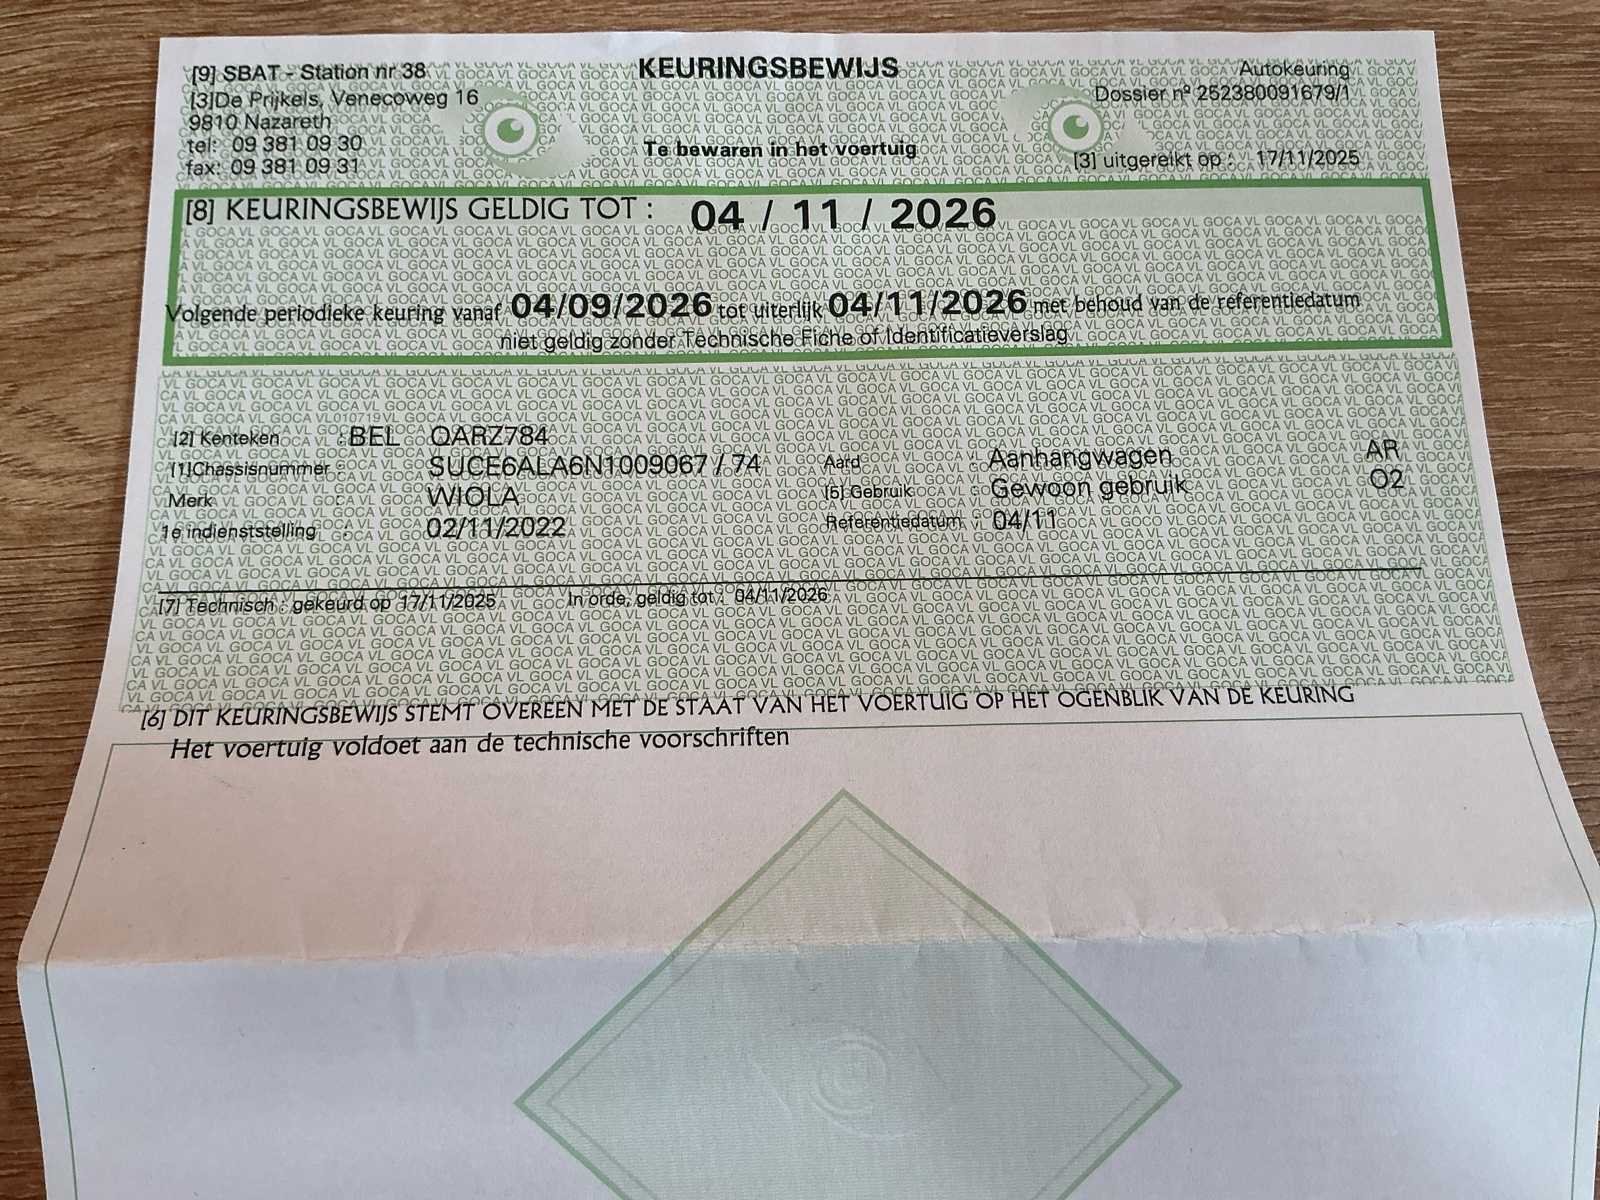 [9] SBAT - Station nr 38
KEURINGSBEWIJS
Autokeuring
[3]De Prijkels, Venecoweg 16
Dossier nº 252380091679/1
9810 Nazareth
tel: 09 381 09 30
Te bewaren in het voertuig
fax: 09 381 09 31
[3] uitgereikt op : 17/11/2025
[8] KEURINGSBEWIJS GELDIG TOT : 04 / 11 / 2026
Volgende periodieke keuring vanaf 04/09/2026 tot uiterlijk 04/11/2026 met behoud van de referentiedatum
niet geldig zonder Technische Fiche of Identificatieverslag
[2] Kenteken : BEL QARZ784
[1]Chassisnummer : SUCE6ALA6N1009067 / 74
Aard : Aanhangwagen AR
Merk : WIOLA
[5] Gebruik : Gewoon gebruik O2
1e indienststelling : 02/11/2022
Referentiedatum : 04/11
[7] Technisch : gekeurd op 17/11/2025 In orde, geldig tot : 04/11/2026
[6] DIT KEURINGSBEWIJS STEMT OVEREEN MET DE STAAT VAN HET VOERTUIG OP HET OGENBLIK VAN DE KEURING
Het voertuig voldoet aan de technische voorschriften